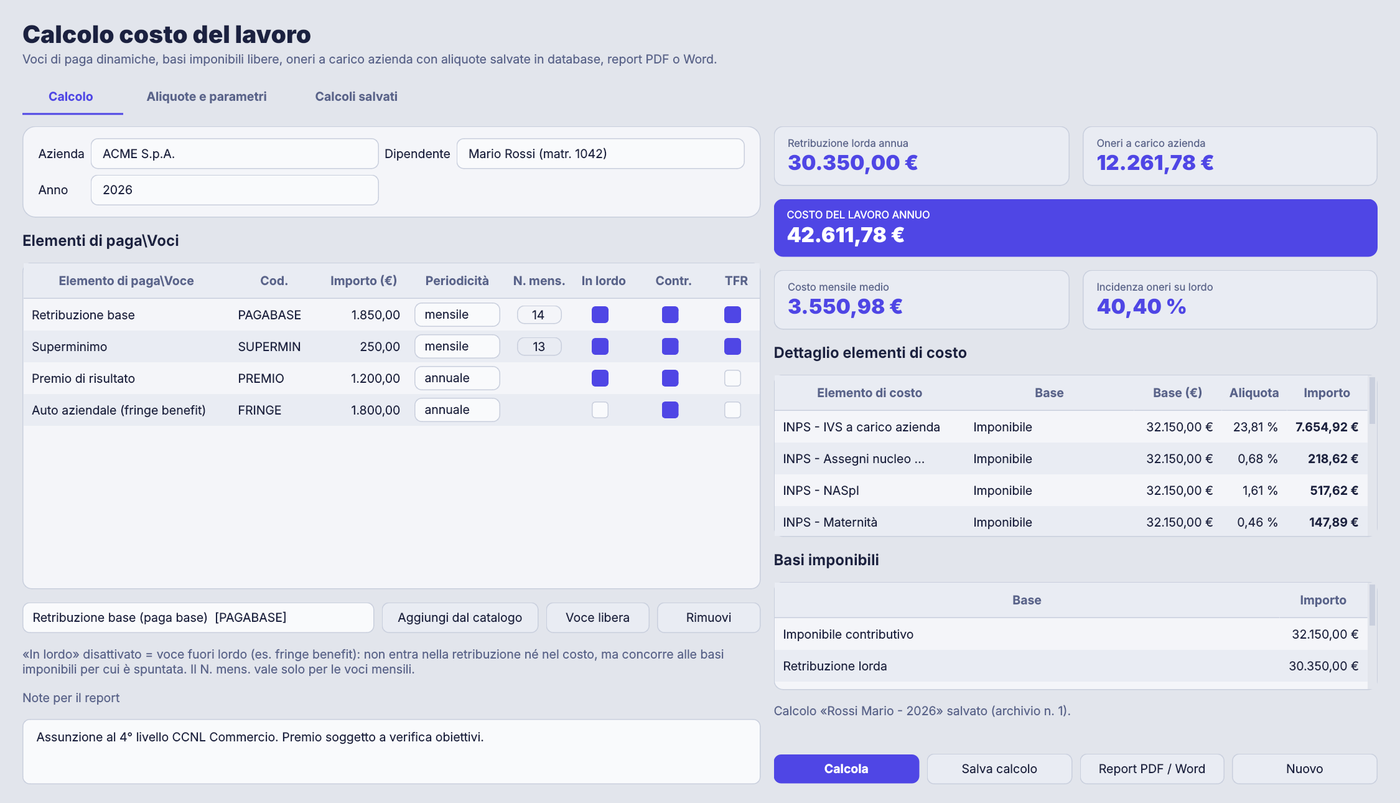 Calcolo costo del lavoro
Voci di paga dinamiche, basi imponibili libere, oneri a carico azienda con aliquote salvate in database, report PDF o Word.
Calcolo Aliquote e parametri Calcoli salvati
Azienda ACME S.p.A. Dipendente Mario Rossi (matr. 1042)
Anno 2026
Elementi di paga\Voci
Elemento di paga\Voce Cod. Importo (€) Periodicità N. mens. In lordo Contr. TFR
Retribuzione base PAGABASE 1.850,00 mensile 14
Superminimo SUPERMIN 250,00 mensile 13
Premio di risultato PREMIO 1.200,00 annuale
Auto aziendale (fringe benefit) FRINGE 1.800,00 annuale
Retribuzione base (paga base) [PAGABASE] Aggiungi dal catalogo Voce libera Rimuovi
«In lordo» disattivato = voce fuori lordo (es. fringe benefit): non entra nella retribuzione né nel costo, ma concorre alle basi
imponibili per cui è spuntata. Il N. mens. vale solo per le voci mensili.
Note per il report
Assunzione al 4° livello CCNL Commercio. Premio soggetto a verifica obiettivi.
Retribuzione lorda annua Oneri a carico azienda
30.350,00 € 12.261,78 €
COSTO DEL LAVORO ANNUO
42.611,78 €
Costo mensile medio Incidenza oneri su lordo
3.550,98 € 40,40 %
Dettaglio elementi di costo
Elemento di costo Base Base (€) Aliquota Importo
INPS - IVS a carico azienda Imponibile 32.150,00 € 23,81 % 7.654,92 €
INPS - Assegni nucleo ... Imponibile 32.150,00 € 0,68 % 218,62 €
INPS - NASpI Imponibile 32.150,00 € 1,61 % 517,62 €
INPS - Maternità Imponibile 32.150,00 € 0,46 % 147,89 €
Basi imponibili
Base Importo
Imponibile contributivo 32.150,00 €
Retribuzione lorda 30.350,00 €
Calcolo «Rossi Mario - 2026» salvato (archivio n. 1).
Calcola Salva calcolo Report PDF / Word Nuovo